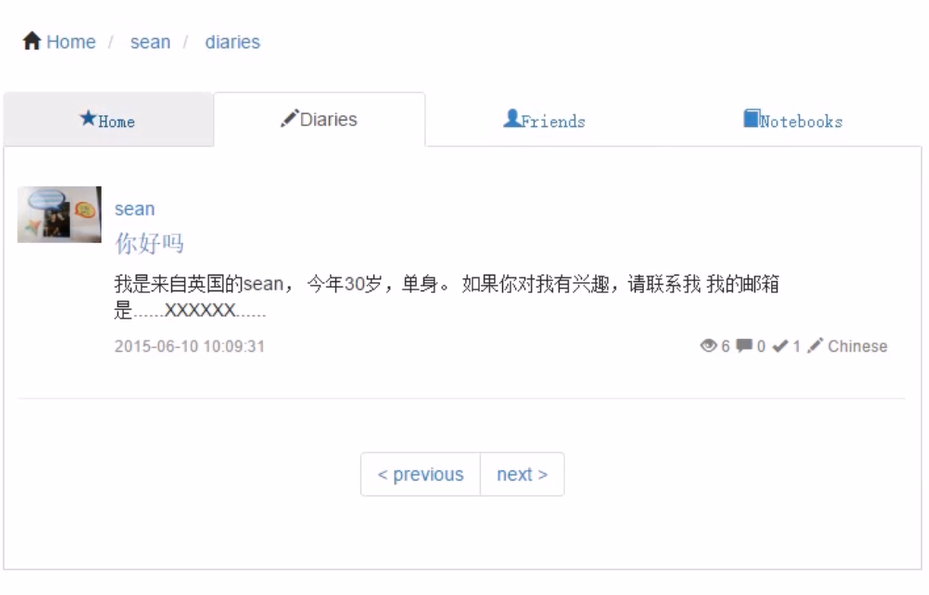 Home / sean / diaries
Home Diaries Friends Notebooks
sean
你好吗
我是来自英国的sean， 今年30岁，单身。 如果你对我有兴趣，请联系我 我的邮箱
是......XXXXXX......
2015-06-10 10:09:31 6 0 1 Chinese
< previous next >